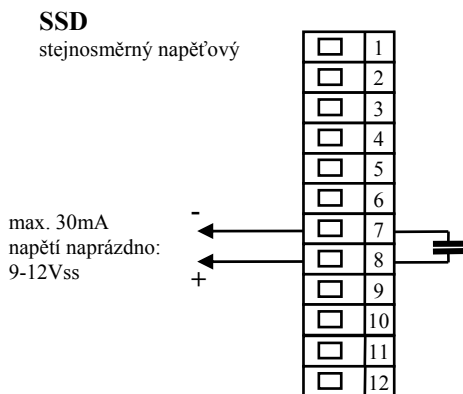 SSD
stejnosměrný napěťový
1
2
3
4
5
6
max. 30mA
-
7
napětí naprázdno:
8
9-12Vss
+
9
10
11
12